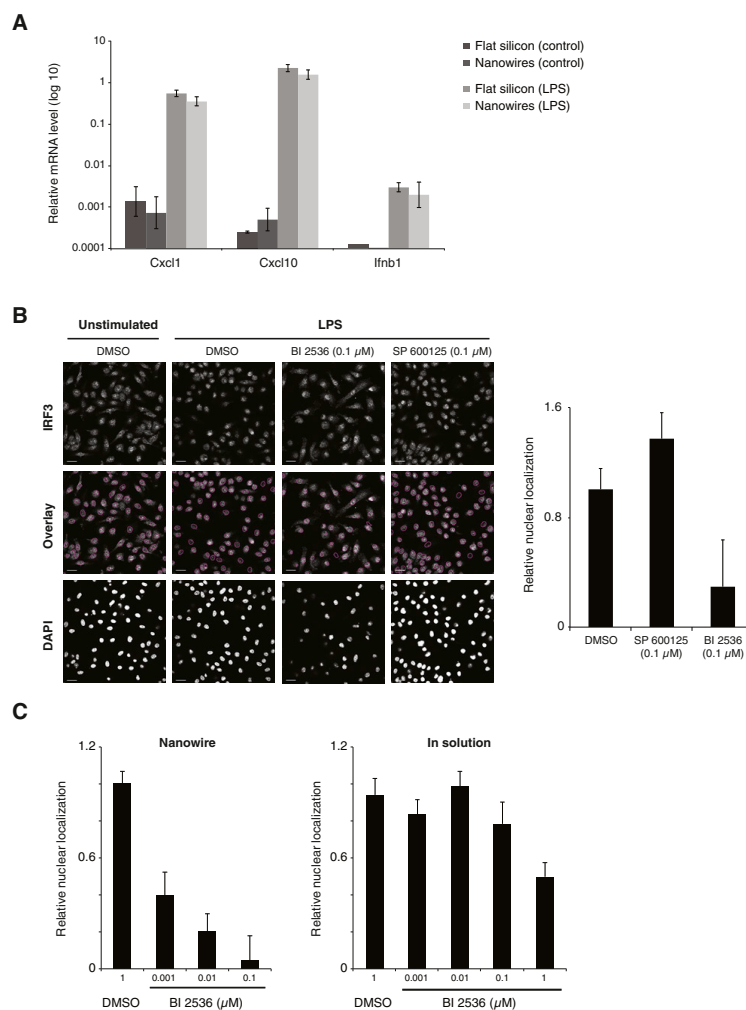 A
Relative mRNA level (log 10)
10
1
0.1
0.01
0.001
0.0001
Cxcl1 Cxcl10 Ifnb1
Flat silicon (control)
Nanowires (control)
Flat silicon (LPS)
Nanowires (LPS)
B
Unstimulated LPS
DMSO DMSO BI 2536 (0.1 µM) SP 600125 (0.1 µM)
IRF3
Overlay
DAPI
Relative nuclear localization
1.6
0.8
0
DMSO SP 600125 BI 2536
(0.1 µM) (0.1 µM)
C
Nanowire
Relative nuclear localization
1.2
0.6
0
1 0.001 0.01 0.1
DMSO BI 2536 (µM)
In solution
Relative nuclear localization
1.2
0.6
0
1 0.001 0.01 0.1 1
DMSO BI 2536 (µM)